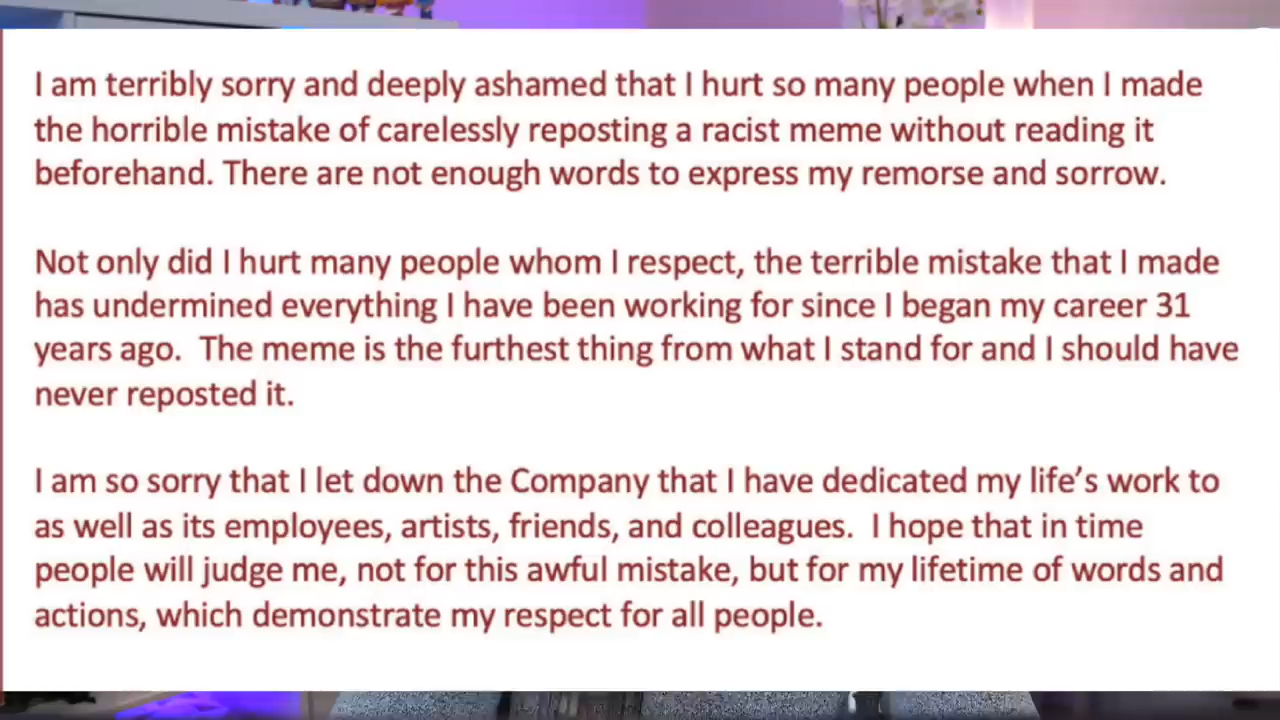 I am terribly sorry and deeply ashamed that I hurt so many people when I made
the horrible mistake of carelessly reposting a racist meme without reading it
beforehand. There are not enough words to express my remorse and sorrow.
Not only did I hurt many people whom I respect, the terrible mistake that I made
has undermined everything I have been working for since I began my career 31
years ago.  The meme is the furthest thing from what I stand for and I should have
never reposted it.
I am so sorry that I let down the Company that I have dedicated my life’s work to
as well as its employees, artists, friends, and colleagues.  I hope that in time
people will judge me, not for this awful mistake, but for my lifetime of words and
actions, which demonstrate my respect for all people.